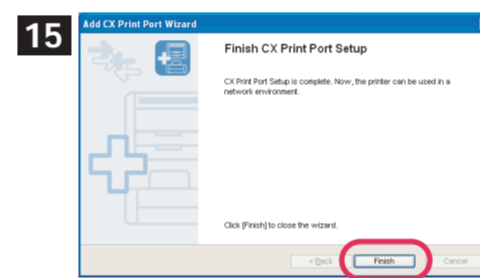 15
Add CX Print Port Wizard
Finish CX Print Port Setup
CX Print Port Setup is complete. Now, the printer can be used in a
network environment.
Click [Finish] to close the wizard.
< Back
Finish
Cancel